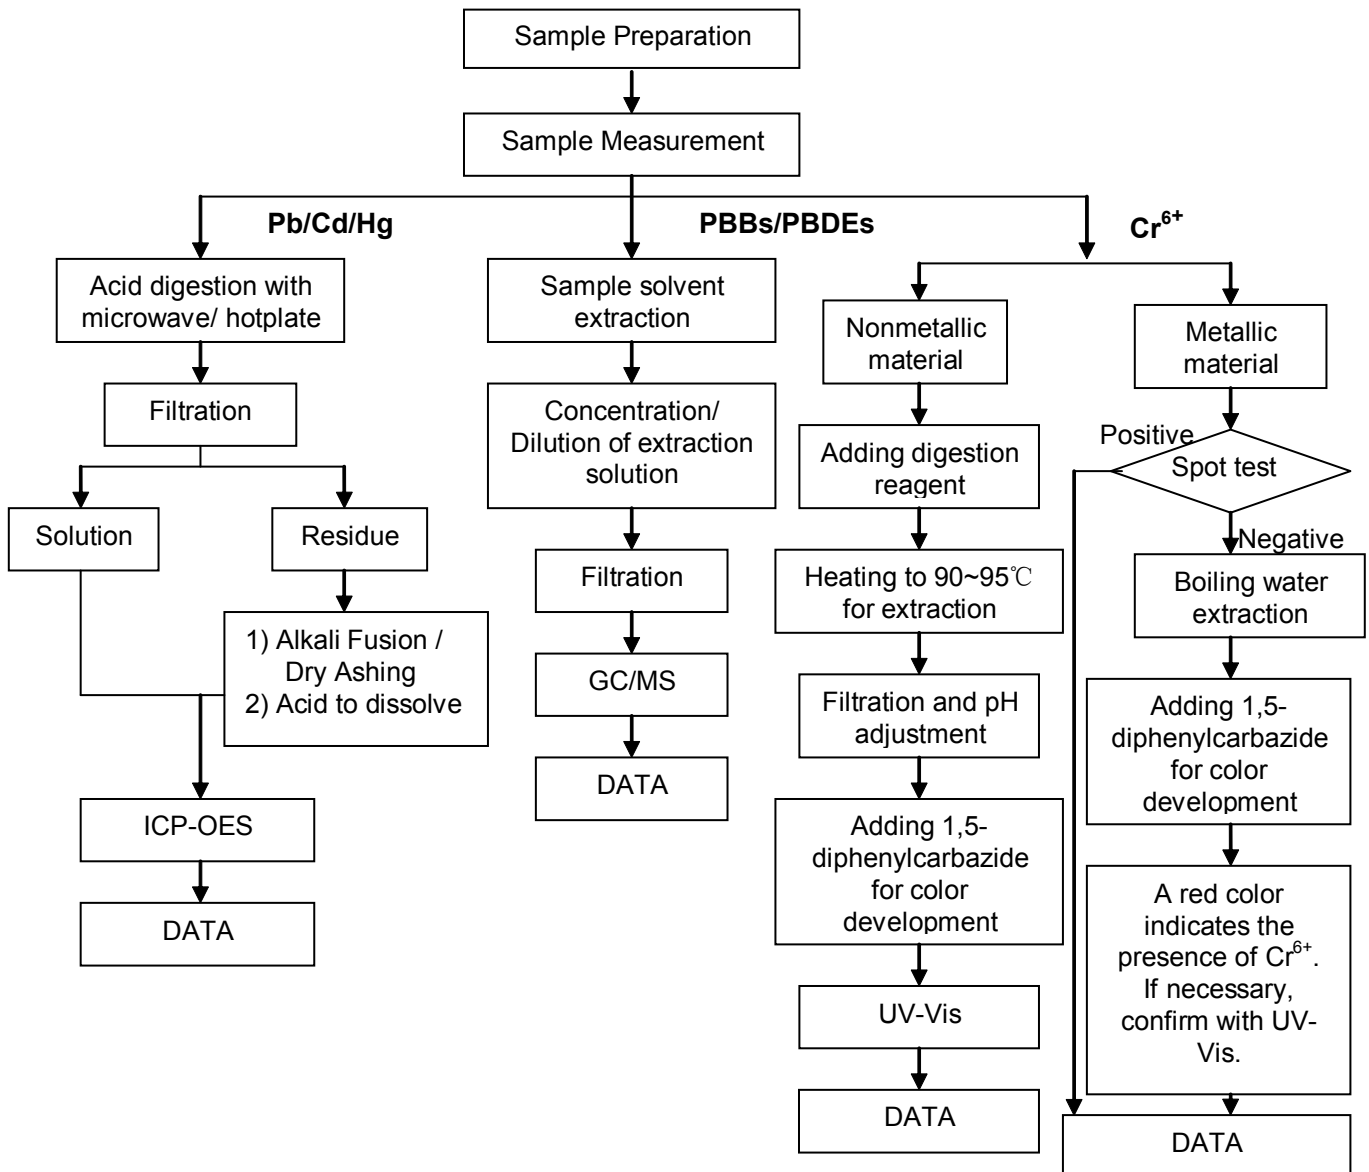 Sample Preparation
Sample Measurement
Pb/Cd/Hg
PBBs/PBDEs
Cr⁶⁺
Acid digestion with
microwave/ hotplate
Filtration
Solution
Residue
1) Alkali Fusion /
Dry Ashing
2) Acid to dissolve
ICP-OES
DATA
Sample solvent
extraction
Concentration/
Dilution of extraction
solution
Filtration
GC/MS
DATA
Nonmetallic
material
Adding digestion
reagent
Heating to 90~95℃
for extraction
Filtration and pH
adjustment
Adding 1,5-
diphenylcarbazide
for color
development
UV-Vis
DATA
Metallic
material
Positive
Spot test
Negative
Boiling water
extraction
Adding 1,5-
diphenylcarbazide
for color
development
A red color
indicates the
presence of Cr⁶⁺.
If necessary,
confirm with UV-
Vis.
DATA